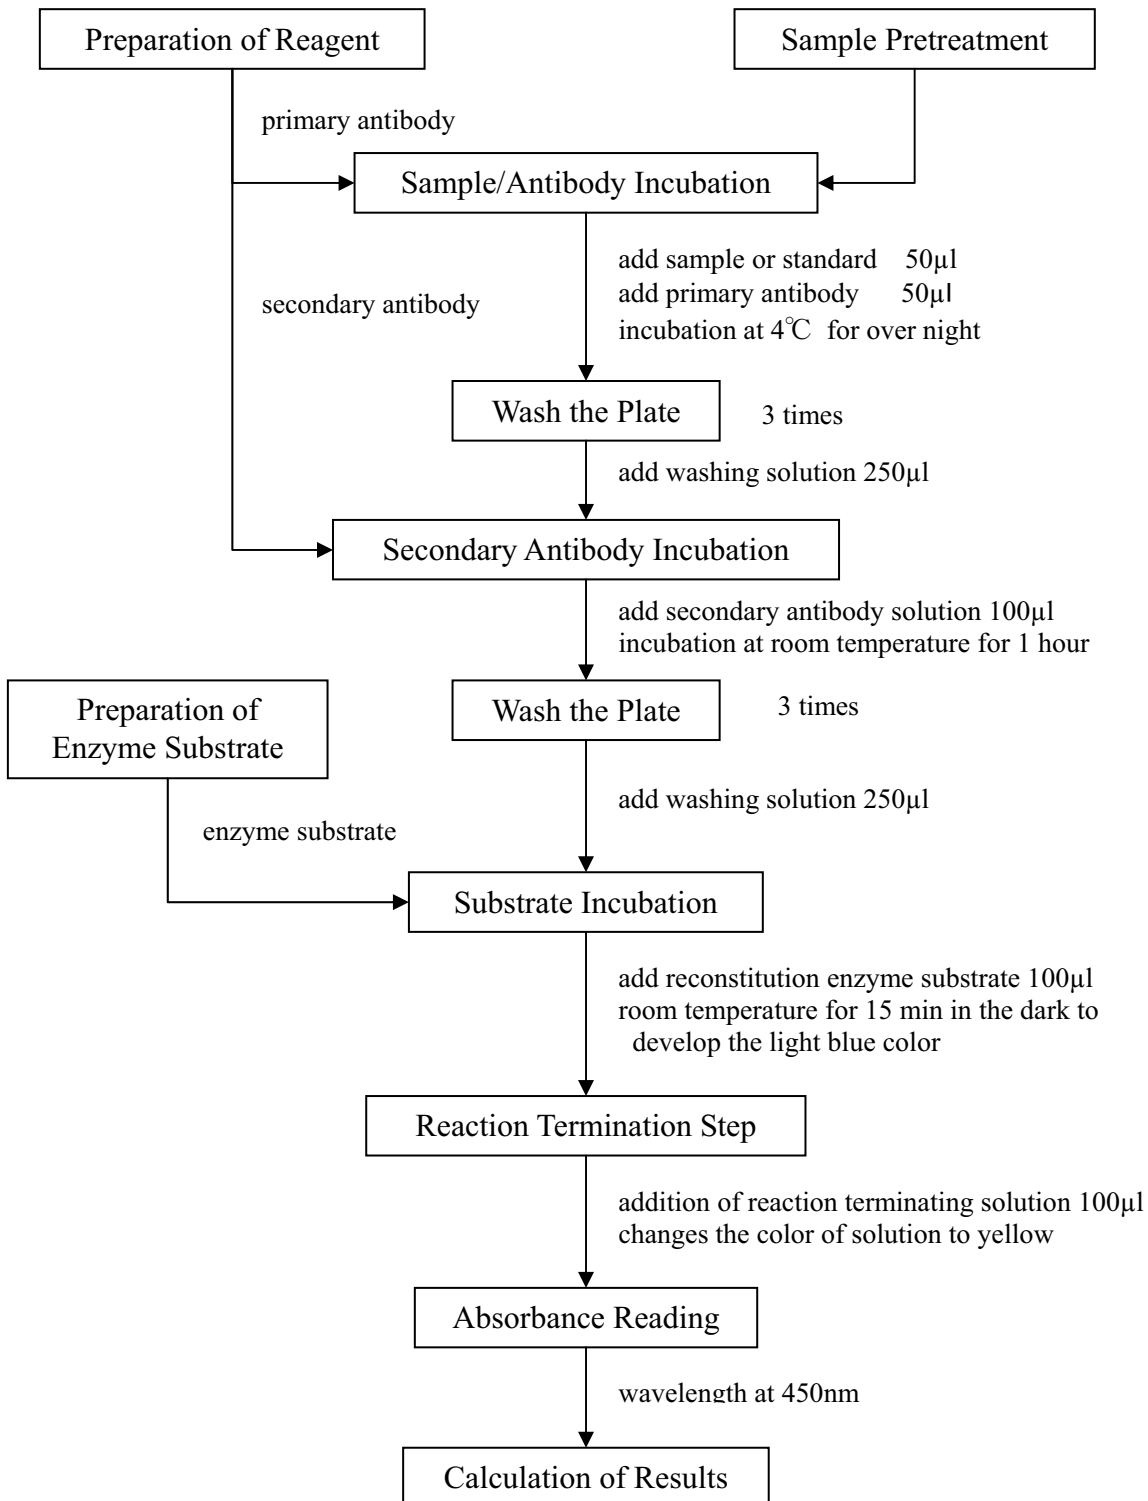 Preparation of Reagent
Sample Pretreatment
primary antibody
Sample/Antibody Incubation
add sample or standard 50µl
add primary antibody 50µl
incubation at 4℃ for over night
secondary antibody
Wash the Plate
3 times
add washing solution 250µl
Secondary Antibody Incubation
add secondary antibody solution 100µl
incubation at room temperature for 1 hour
Wash the Plate
3 times
Preparation of
Enzyme Substrate
add washing solution 250µl
enzyme substrate
Substrate Incubation
add reconstitution enzyme substrate 100µl
room temperature for 15 min in the dark to
develop the light blue color
Reaction Termination Step
addition of reaction terminating solution 100µl
changes the color of solution to yellow
Absorbance Reading
wavelength at 450nm
Calculation of Results